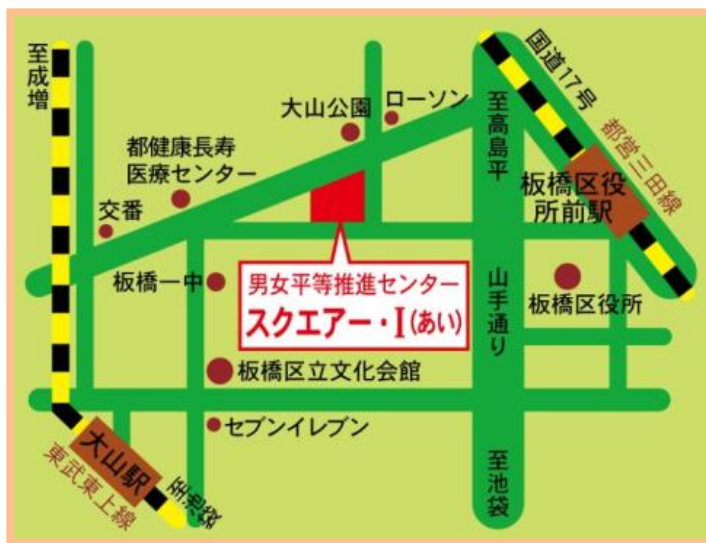 至成増
国道17号
ローソン
大山公園
至高島平
都営三田線
都健康長寿
医療センター
板橋区役
所前駅
交番
板橋一中
男女平等推進センター
スクエアー・I(あい)
山手通り
板橋区役所
板橋区立文化会館
セブンイレブン
大山駅
東武東上線
至池袋
至池袋